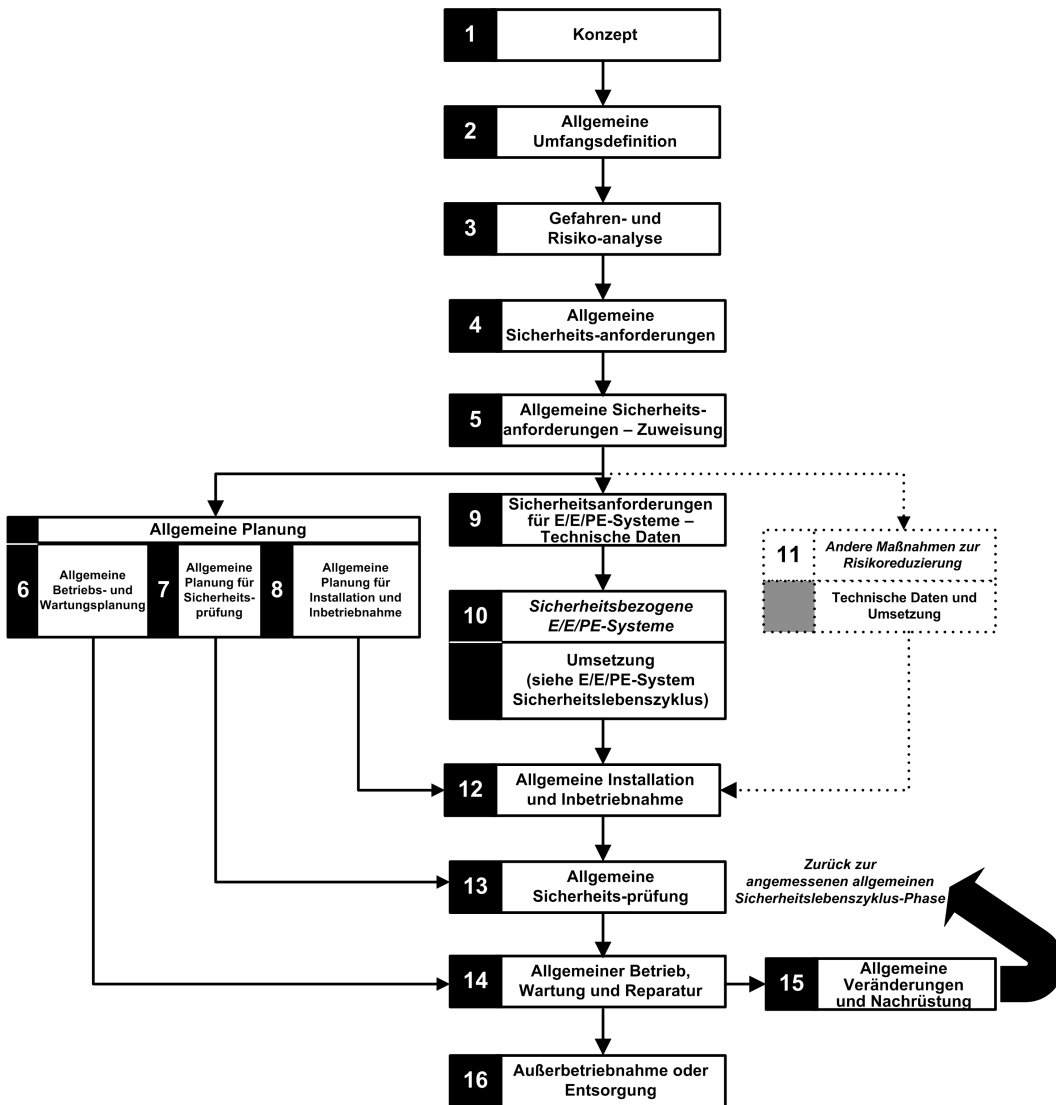 1
Konzept
2
Allgemeine
Umfangsdefinition
3
Gefahren- und
Risiko-analyse
4
Allgemeine
Sicherheits-anforderungen
5
Allgemeine Sicherheits-
anforderungen – Zuweisung
Allgemeine Planung
6
Allgemeine
Betriebs- und
Wartungsplanung
7
Allgemeine
Planung für
Sicherheits-
prüfung
8
Allgemeine
Planung für
Installation und
Inbetriebnahme
9
Sicherheitsanforderungen
für E/E/PE-Systeme –
Technische Daten
10
Sicherheitsbezogene
E/E/PE-Systeme
Umsetzung
(siehe E/E/PE-System
Sicherheitslebenszyklus)
11
Andere Maßnahmen zur
Risikoreduzierung
Technische Daten und
Umsetzung
12
Allgemeine Installation
und Inbetriebnahme
13
Allgemeine
Sicherheits-prüfung
Zurück zur
angemessenen allgemeinen
Sicherheitslebenszyklus-Phase
14
Allgemeiner Betrieb,
Wartung und Reparatur
15
Allgemeine
Veränderungen
und Nachrüstung
16
Außerbetriebnahme oder
Entsorgung